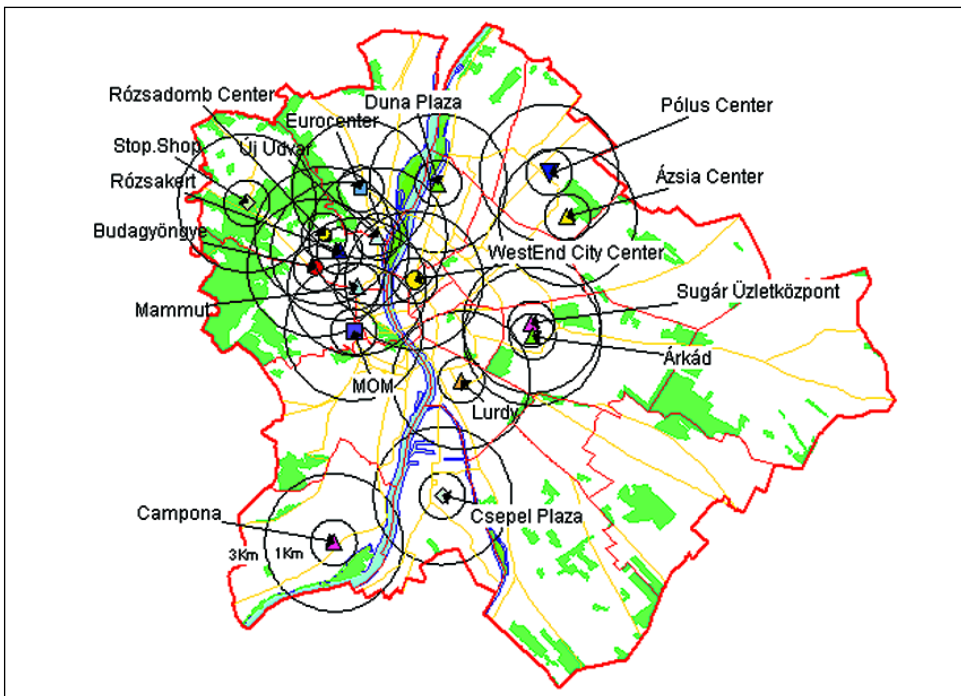 Rózsadomb Center
Duna Plaza
Pólus Center
Eurocenter
Stop.Shop
Új Udvar
Rózsakert
Ázsia Center
Budagyöngye
WestEnd City Center
Mammut
Sugár Üzletközpont
Árkád
MOM
Lurdy
Campona
Csepel Plaza
3Km 1Km